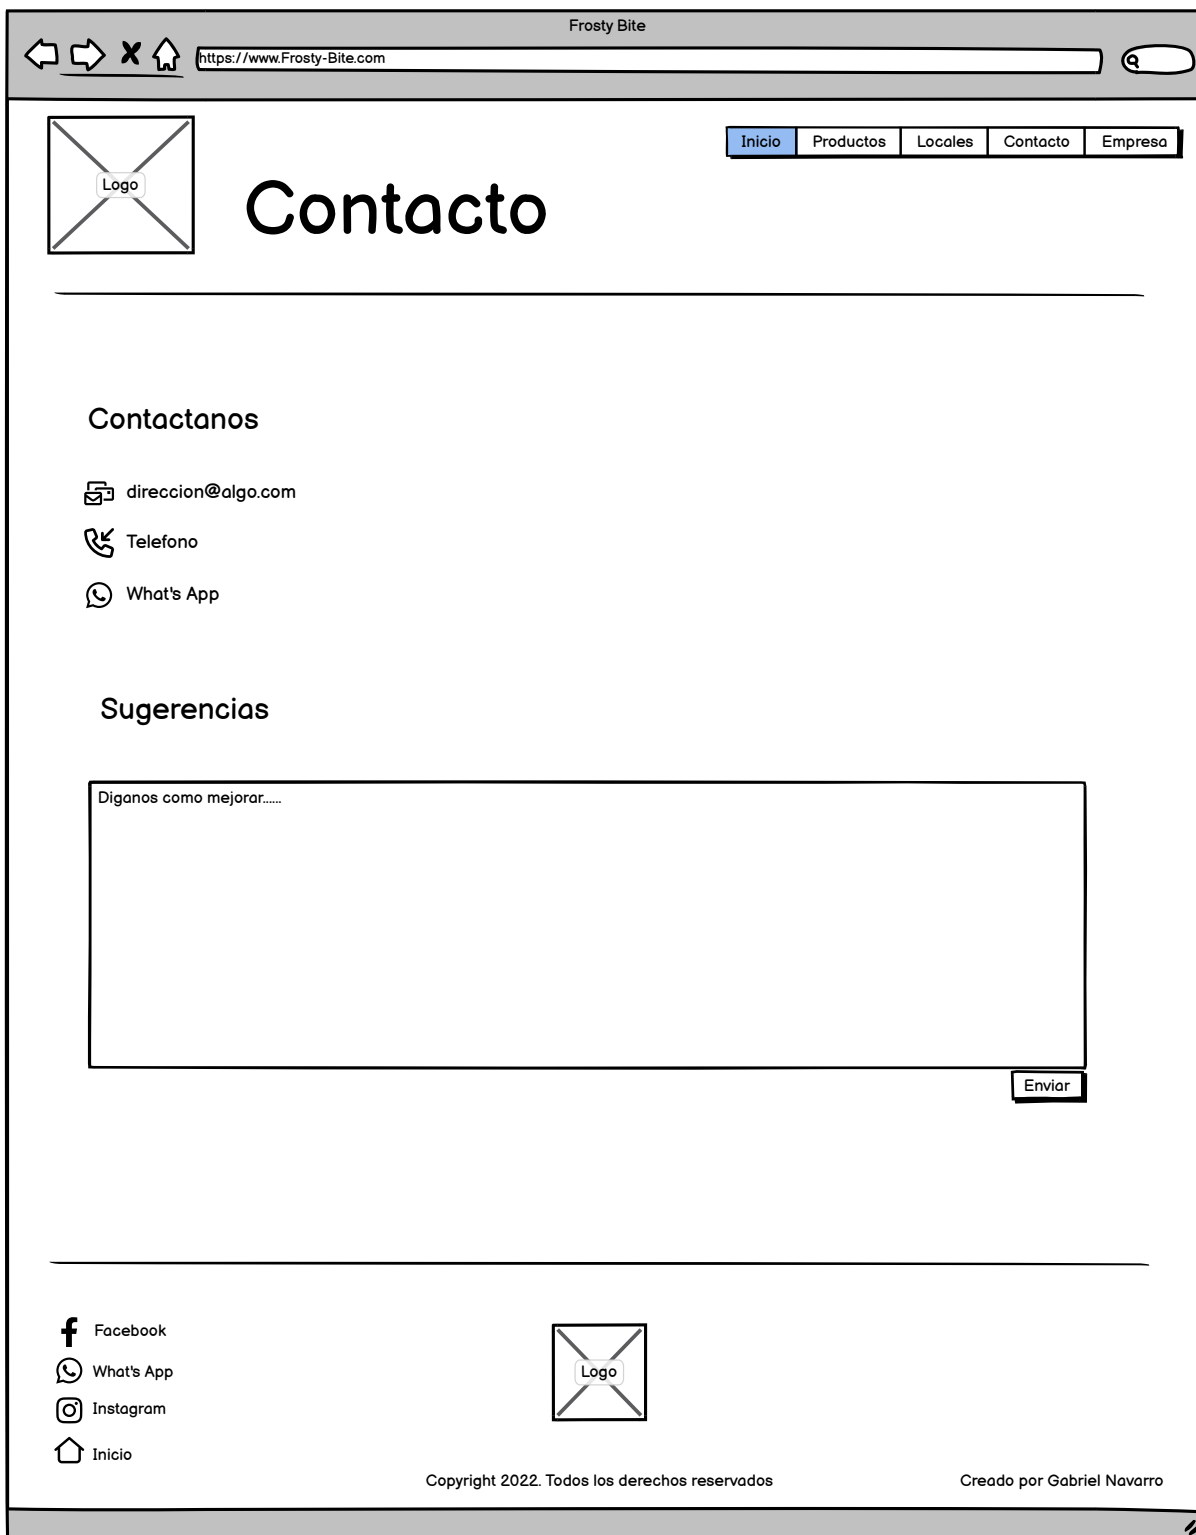 Frosty Bite
https://www.Frosty-Bite.com
Logo
Inicio Productos Locales Contacto Empresa
Contacto
Contactanos
direccion@algo.com
Telefono
What's App
Sugerencias
Diganos como mejorar......
Enviar
Facebook
What's App
Instagram
Inicio
Logo
Copyright 2022. Todos los derechos reservados
Creado por Gabriel Navarro